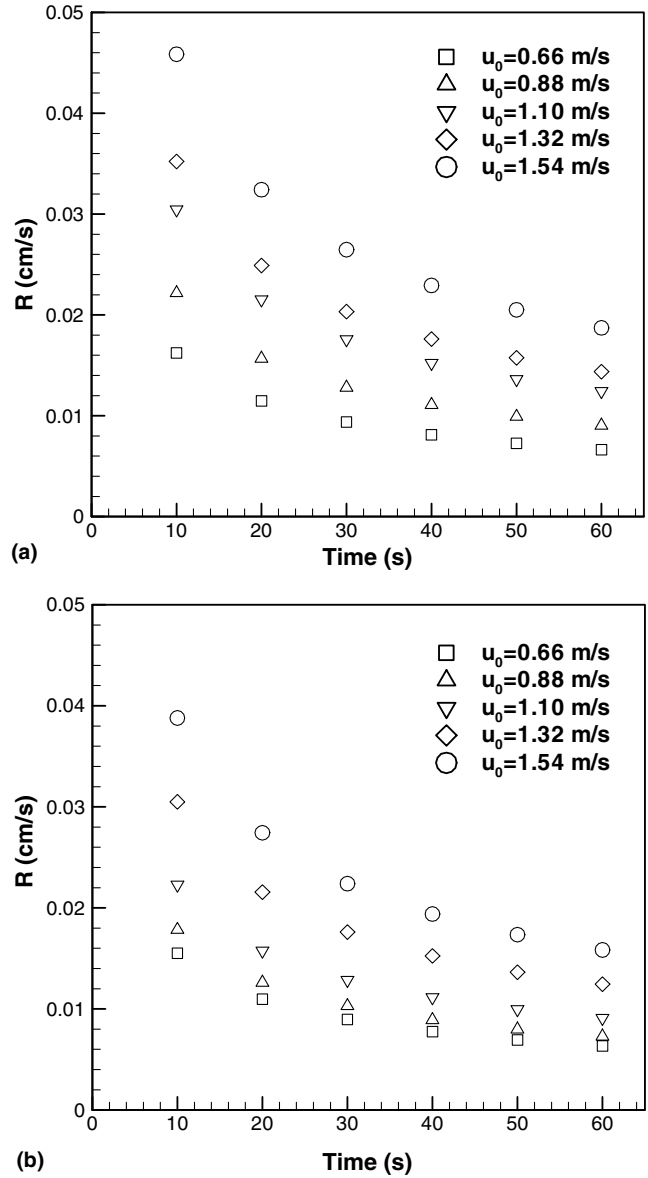 0.05
0.04
0.03
0.02
0.01
0
R (cm/s)
u₀=0.66 m/s
u₀=0.88 m/s
u₀=1.10 m/s
u₀=1.32 m/s
u₀=1.54 m/s
0 10 20 30 40 50 60
Time (s)
(a)
0.05
0.04
0.03
0.02
0.01
0
R (cm/s)
u₀=0.66 m/s
u₀=0.88 m/s
u₀=1.10 m/s
u₀=1.32 m/s
u₀=1.54 m/s
0 10 20 30 40 50 60
Time (s)
(b)